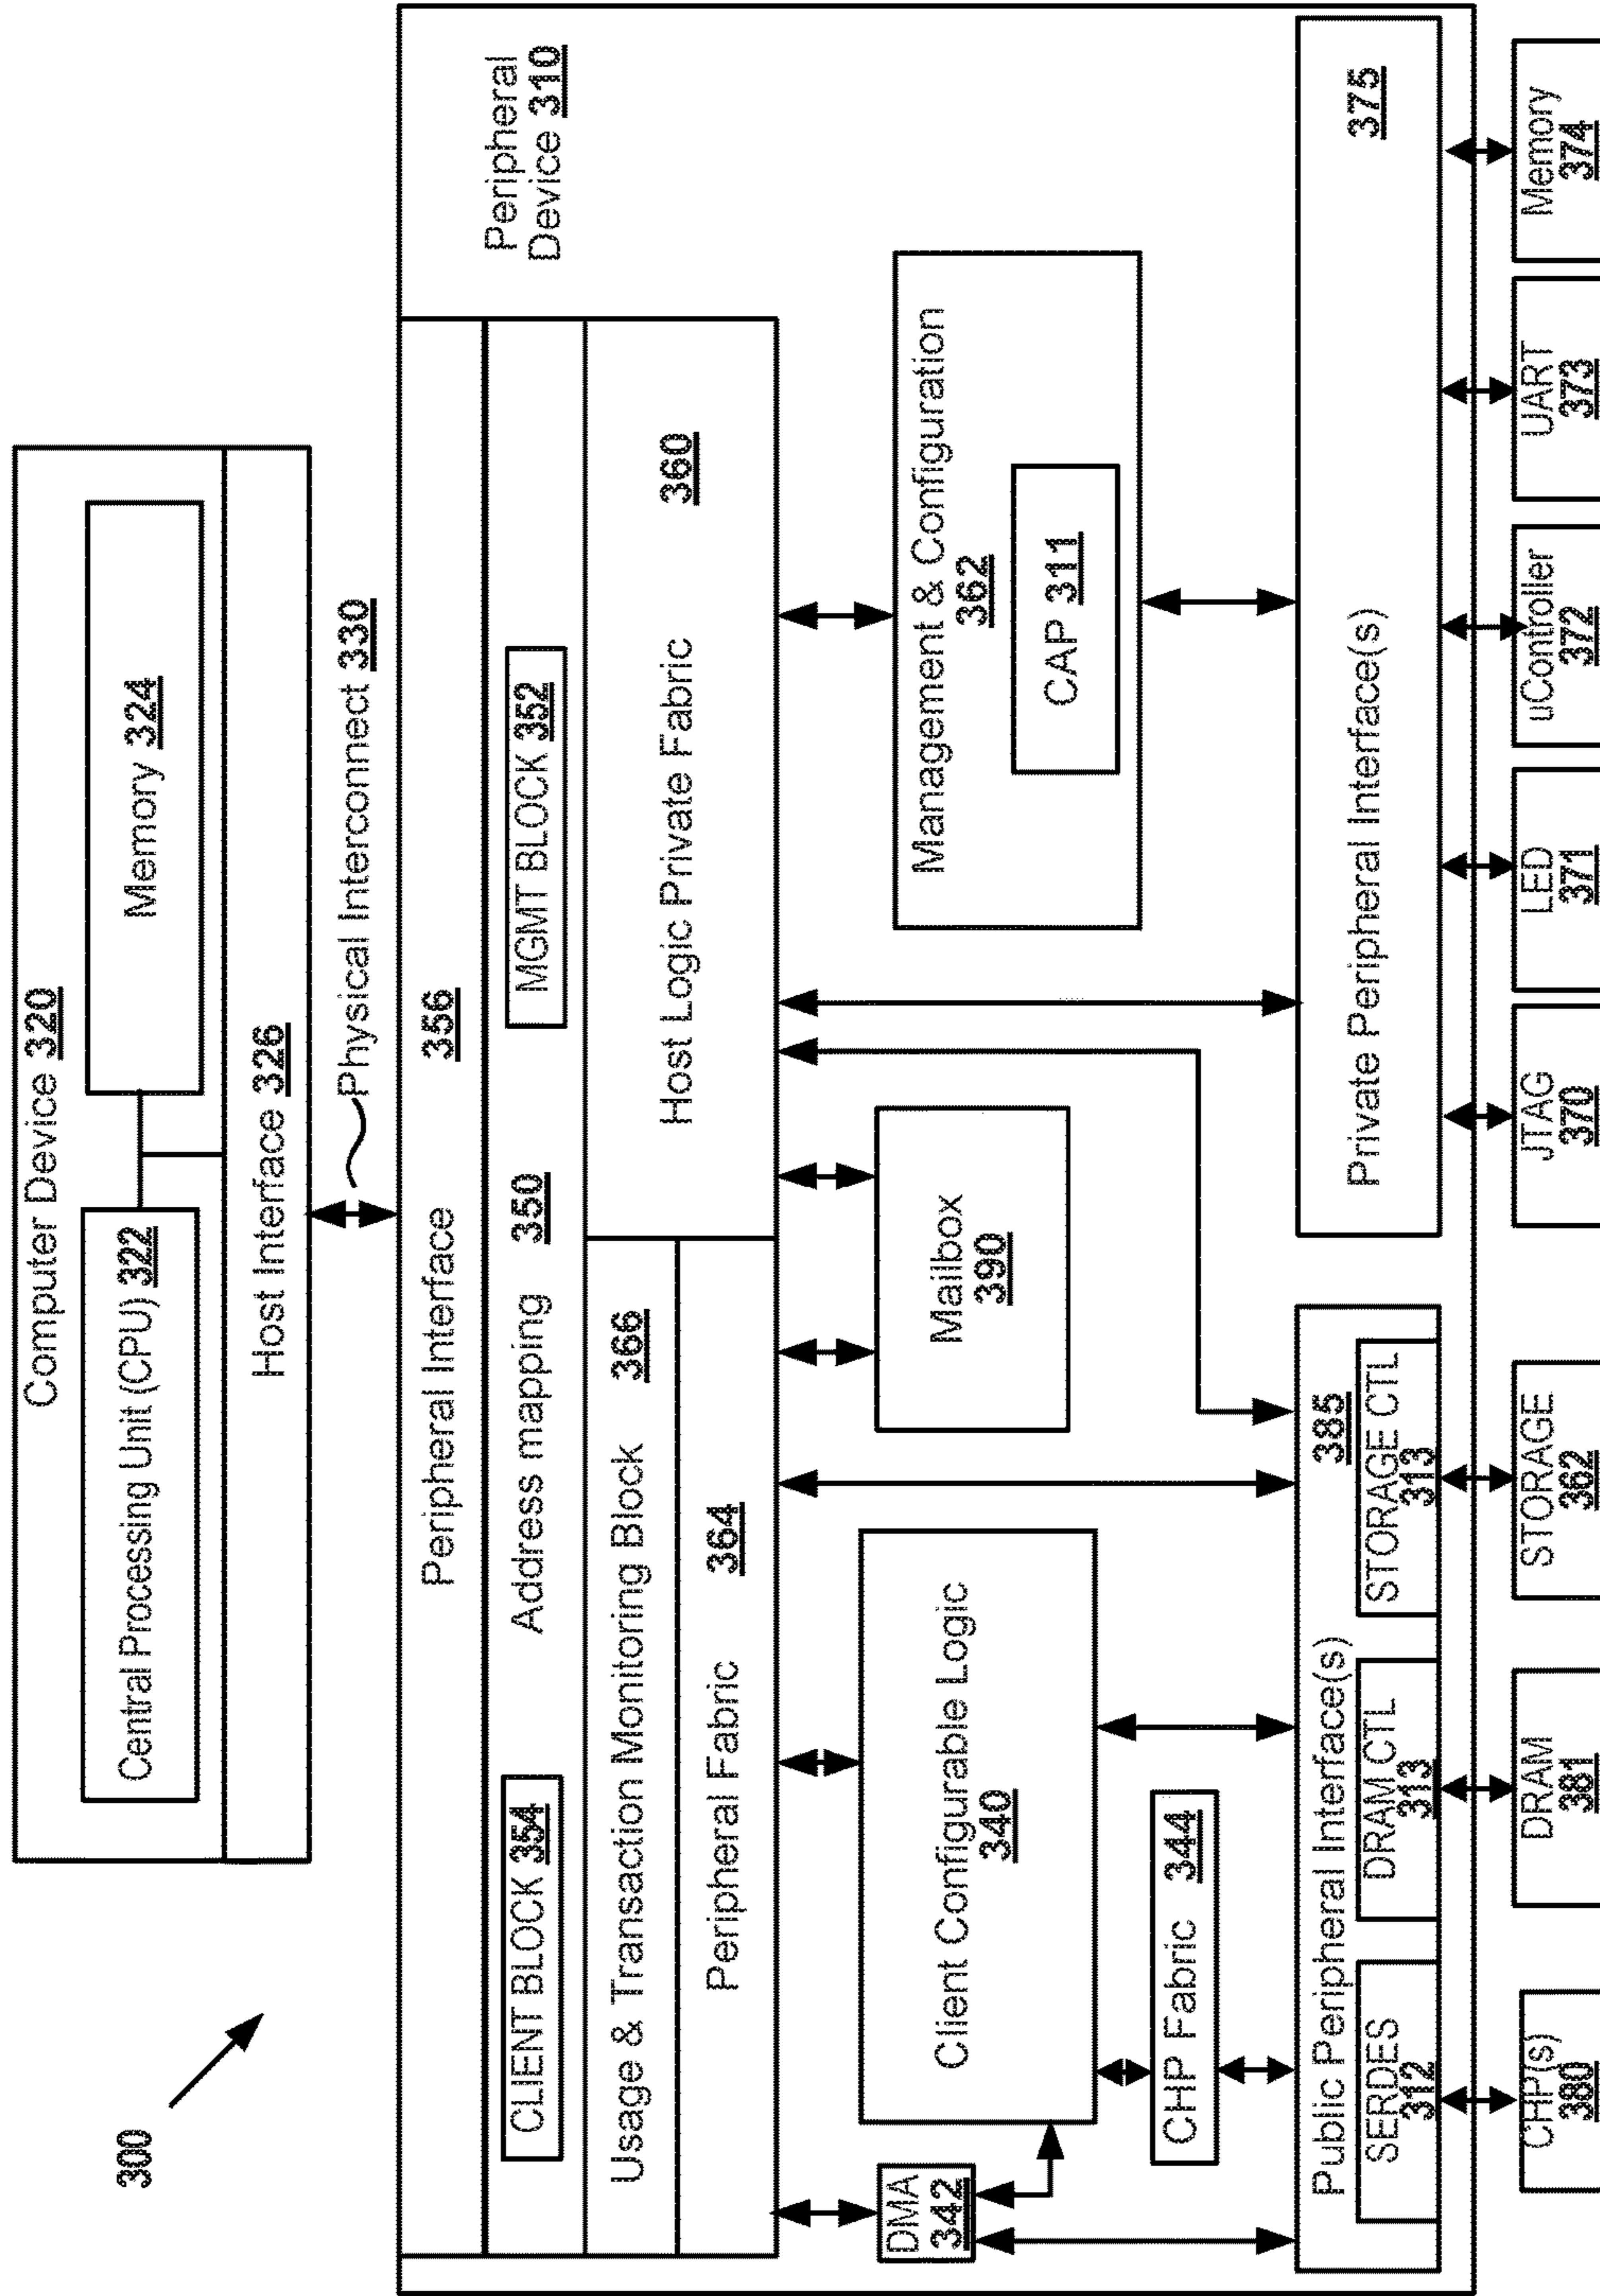 300
Computer Device 320
Central Processing Unit (CPU) 322
Memory 324
Host Interface 326
Physical Interconnect 330
Peripheral
Device 310
Peripheral Interface 356
CLIENT BLOCK 354
Address mapping 350
MGMT BLOCK 352
Usage & Transaction Monitoring Block 366
Peripheral Fabric 364
Host Logic Private Fabric 360
DMA
342
Client Configurable Logic
340
Mailbox
390
Management & Configuration
362
CAP 311
CHP Fabric 344
Public Peripheral Interface(s) 385
SERDES
312
DRAM CTL
313
STORAGE CTL
313
Private Peripheral Interface(s) 375
CHP(s)
380
DRAM
381
STORAGE
362
JTAG
370
LED
371
uController
372
UART
373
Memory
374